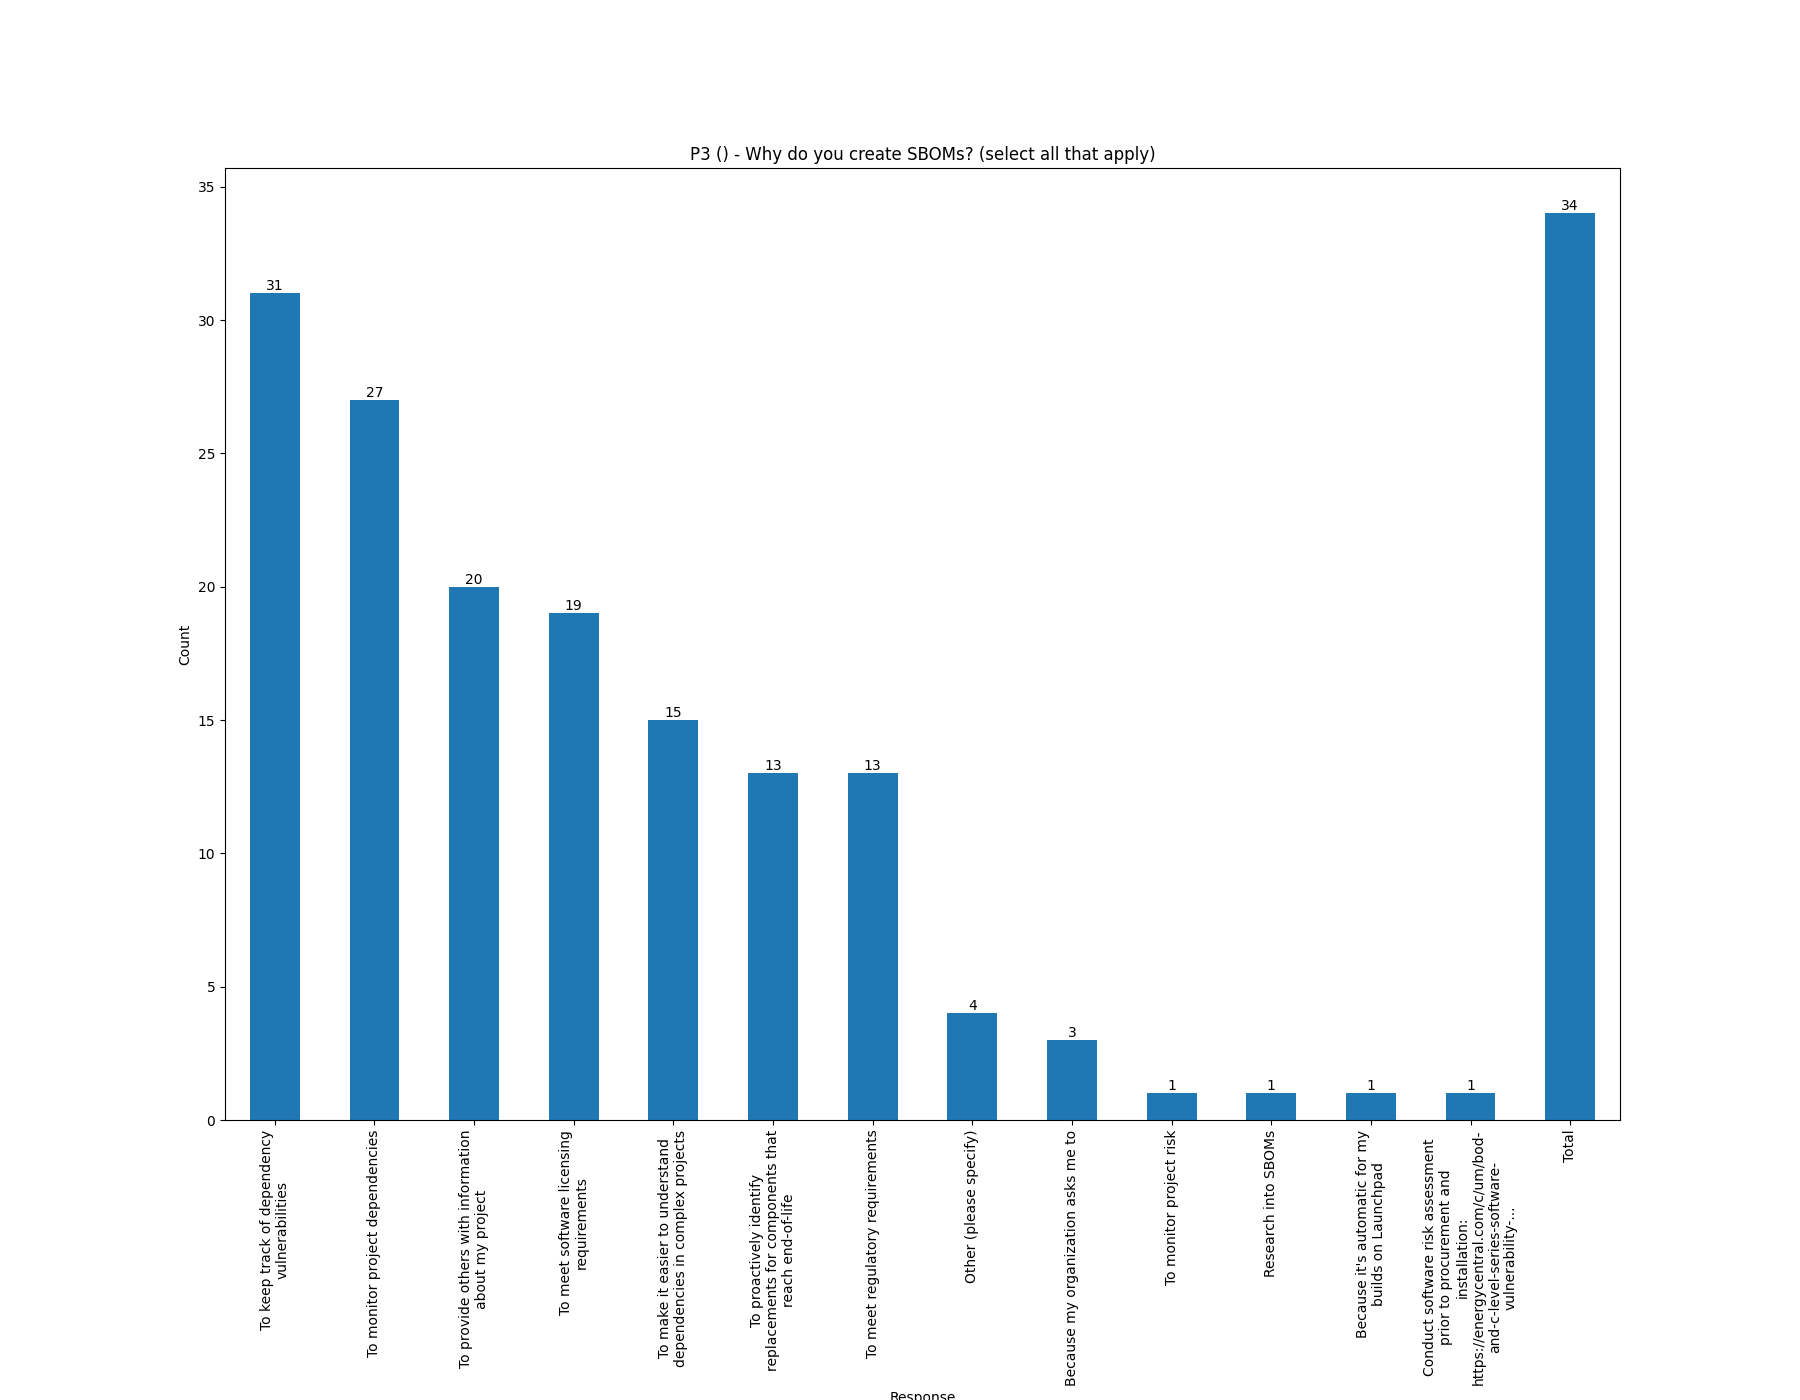 P3 () - Why do you create SBOMs? (select all that apply)
35
30
25
20
15
10
5
0
Count
31
27
20
19
15
13
13
4
3
1
1
1
1
34
To keep track of dependency
vulnerabilities
To monitor project dependencies
To provide others with information
about my project
To meet software licensing
requirements
To make it easier to understand
dependencies in complex projects
To proactively identify
replacements for components that
reach end-of-life
To meet regulatory requirements
Other (please specify)
Because my organization asks me to
To monitor project risk
Research into SBOMs
Because it's automatic for my
builds on Launchpad
Conduct software risk assessment
prior to procurement and
installation:
https://energycentral.com/c/um/bod-
and-c-level-series-software-
vulnerability-...
Total
Response